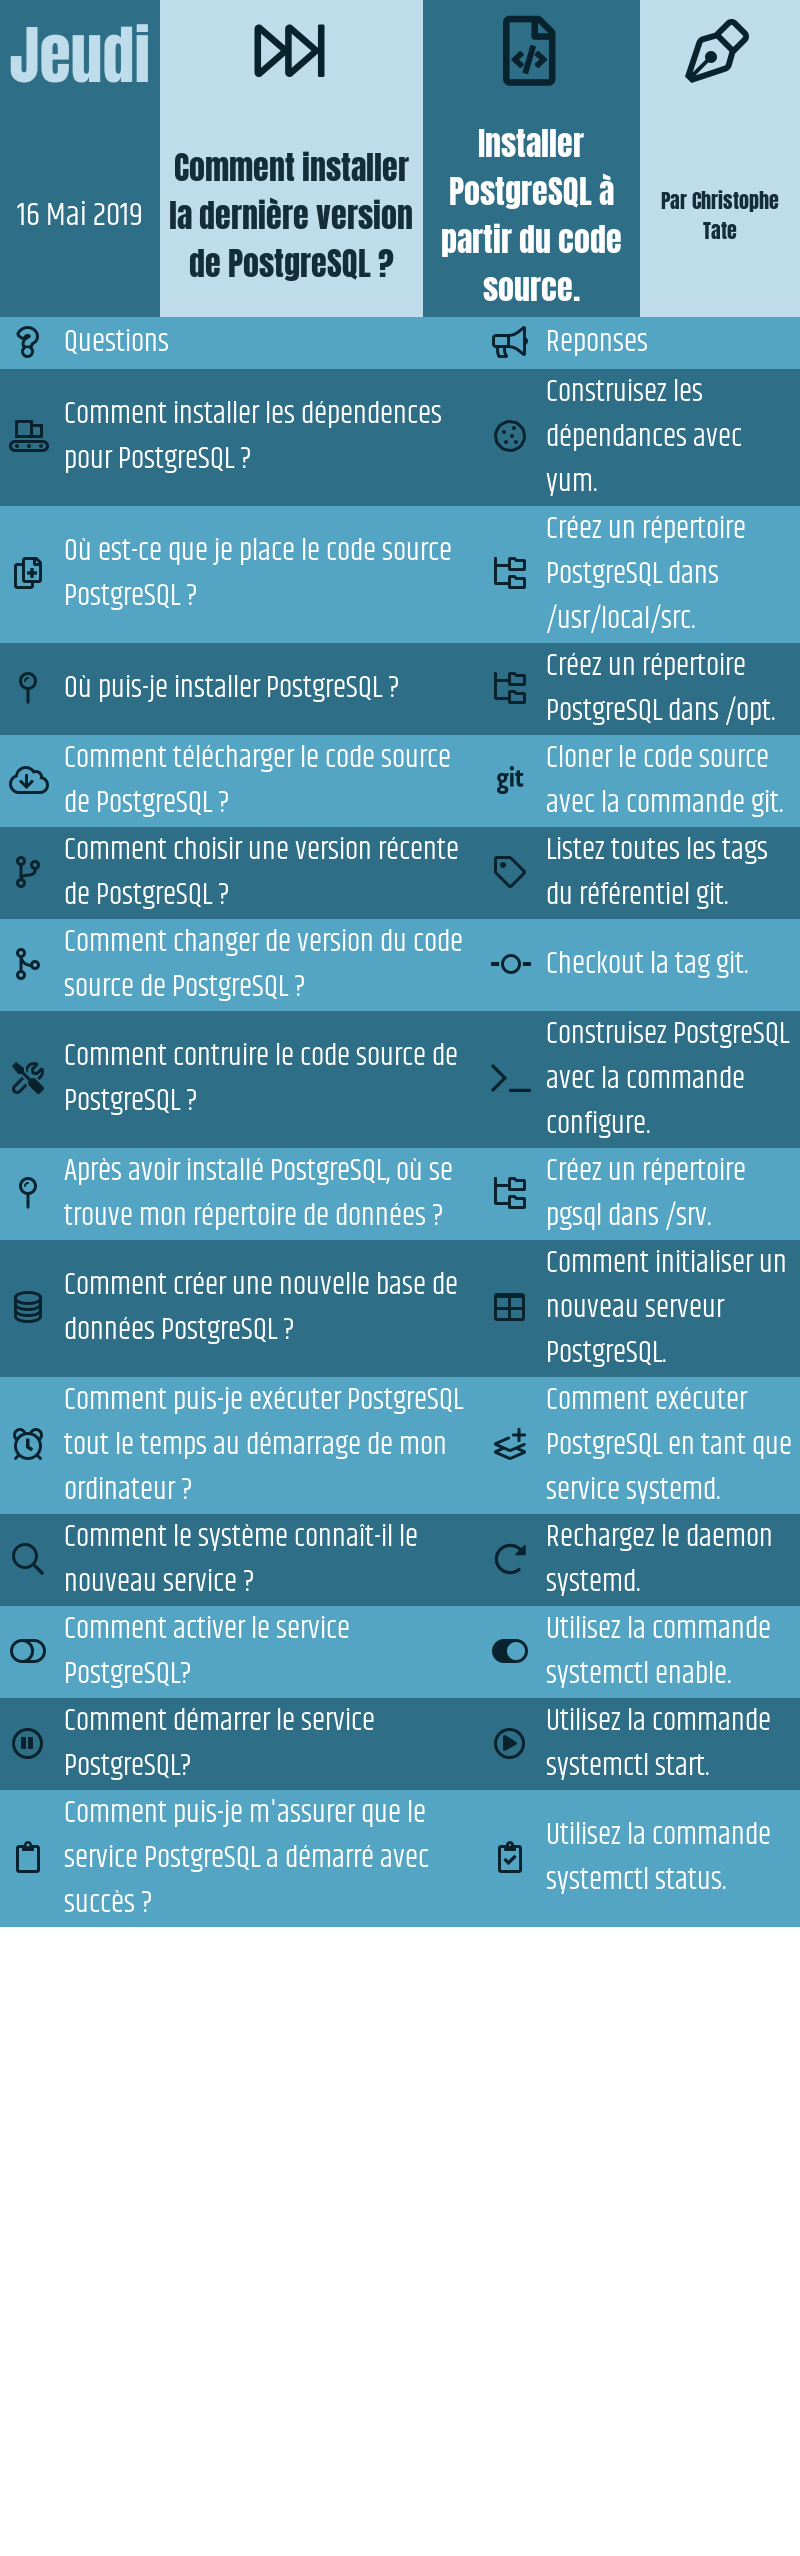 Jeudi
16 Mai 2019
Comment installer
la dernière version
de PostgreSQL ?
Installer
PostgreSQL à
partir du code
source.
Par Christophe
Tate
Questions
Reponses
Comment installer les dépendences
pour PostgreSQL ?
Construisez les
dépendances avec
yum.
Où est-ce que je place le code source
PostgreSQL ?
Créez un répertoire
PostgreSQL dans
/usr/local/src.
Où puis-je installer PostgreSQL ?
Créez un répertoire
PostgreSQL dans /opt.
Comment télécharger le code source
de PostgreSQL ?
git
Cloner le code source
avec la commande git.
Comment choisir une version récente
de PostgreSQL ?
Listez toutes les tags
du référentiel git.
Comment changer de version du code
source de PostgreSQL ?
Checkout la tag git.
Comment contruire le code source de
PostgreSQL ?
Construisez PostgreSQL
avec la commande
configure.
Après avoir installé PostgreSQL, où se
trouve mon répertoire de données ?
Créez un répertoire
pgsql dans /srv.
Comment créer une nouvelle base de
données PostgreSQL ?
Comment initialiser un
nouveau serveur
PostgreSQL.
Comment puis-je exécuter PostgreSQL
tout le temps au démarrage de mon
ordinateur ?
Comment exécuter
PostgreSQL en tant que
service systemd.
Comment le système connaît-il le
nouveau service ?
Rechargez le daemon
systemd.
Comment activer le service
PostgreSQL?
Utilisez la commande
systemctl enable.
Comment démarrer le service
PostgreSQL?
Utilisez la commande
systemctl start.
Comment puis-je m'assurer que le
service PostgreSQL a démarré avec
succès ?
Utilisez la commande
systemctl status.